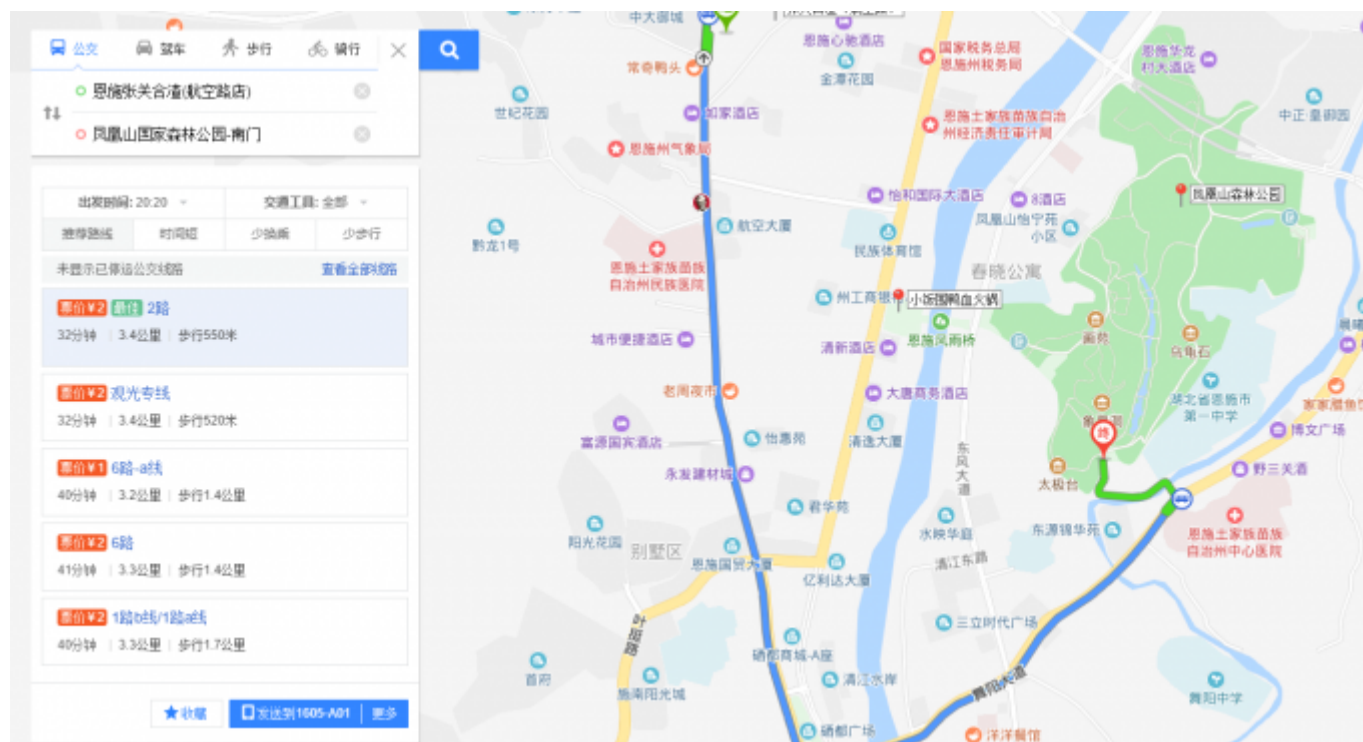 公交 驾车 步行 骑行
恩施张关合渣(航空路店)
凤凰山国家森林公园-南门
出发时间: 20:20 交通工具: 全部
推荐路线 时间短 少换乘 少步行
未显示已停运公交线路 查看全部线路
票价¥2 最佳 2路
32分钟 3.4公里 步行550米
票价¥2 观光专线
32分钟 3.4公里 步行520米
票价¥1 6路-a线
40分钟 3.2公里 步行1.4公里
票价¥2 6路
41分钟 3.3公里 步行1.4公里
票价¥2 1路b线/1路a线
40分钟 3.3公里 步行1.7公里
收藏 发送到1605-A01 更多
中大御城
常奇鸭头
如家酒店
世纪花园
恩施州气象局
黔龙1号
航空大厦
恩施土家族苗族
自治州民族医院
城市便捷酒店
老周夜市
富源国宾酒店
怡惠苑
永发建材城
君华苑
阳光花园
别墅区
恩施国贸大厦
亿利达大厦
叶挺路
首府
施南阳光城
硒都商城-A座
清江水岸
硒都广场
恩施心驰酒店
金潭花园
国家税务总局
恩施州税务局
恩施土家族苗族自治
州经济责任审计局
怡和国际大酒店
8酒店
凤凰山怡宁苑
小区
民族体育馆
春晓公寓
州工商银
小饭围鸭血火锅
清新酒店
恩施风雨桥
大唐商务酒店
清逸大厦
东风大道
水映华庭
清江东路
三立时代广场
舞阳大道
洋洋餐馆
恩施华龙
村大酒店
中正·皇御园
凤凰山森林公园
画苑
乌龟石
湖北省恩施市
第一中学
家家腊鱼
博文广场
终
太极台
野三关酒
东源锦华苑
恩施土家族苗族
自治州中心医院
舞阳中学